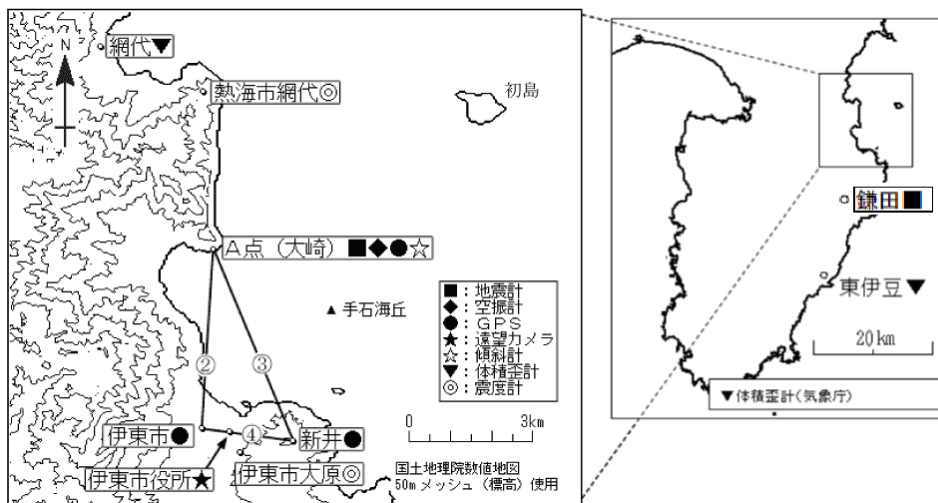 網代▼
N
熱海市網代◎
初島
A点（大崎）■◆●☆
▲ 手石海丘
■：地震計
◆：空振計
●：GPS
★：遠望カメラ
☆：傾斜計
▼：体積歪計
◎：震度計
②
③
④
伊東市●
新井●
伊東市役所★
伊東市大原◎
0 3km
国土地理院数値地図
50mメッシュ（標高）使用
鎌田■
東伊豆▼
20km
▼体積歪計(気象庁)